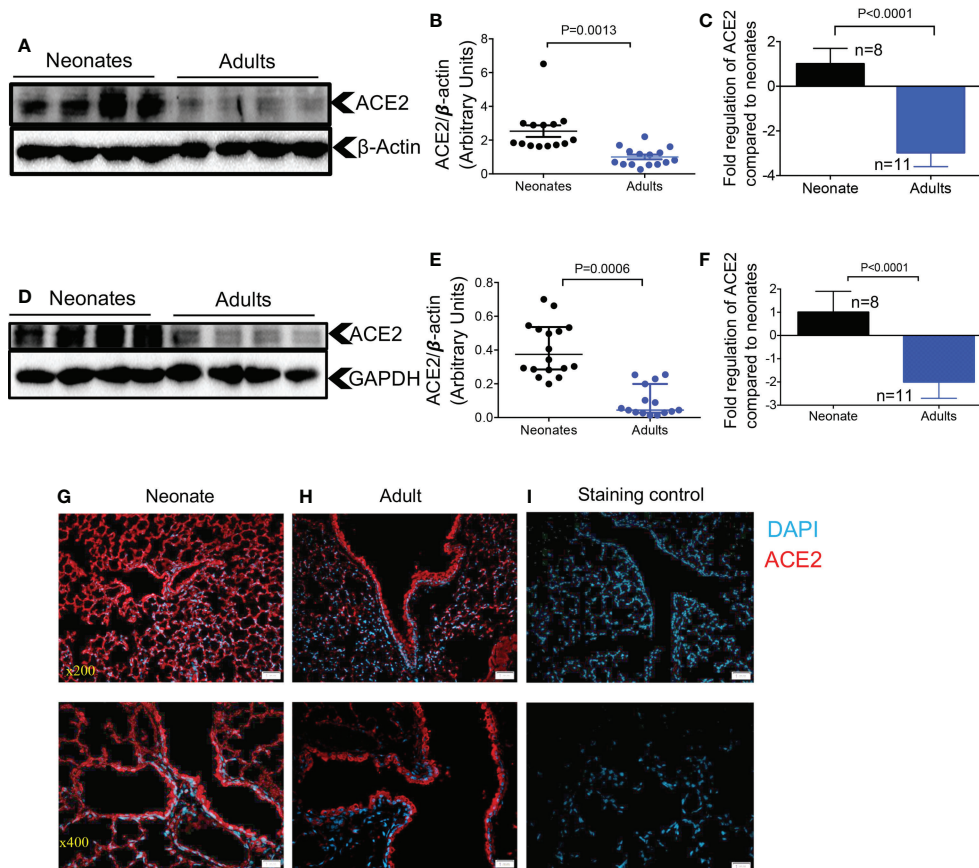 A
Neonates Adults
ACE2
β-Actin
B
P=0.0013
ACE2/β-actin
(Arbitrary Units)
8
6
4
2
0
Neonates Adults
C
P<0.0001
Fold regulation of ACE2
compared to neonates
2
0
-2
-4
n=8
n=11
Neonate Adults
D
Neonates Adults
ACE2
GAPDH
E
P=0.0006
ACE2/β-actin
(Arbitrary Units)
0.8
0.6
0.4
0.2
0.0
Neonates Adults
F
P<0.0001
Fold regulation of ACE2
compared to neonates
2
1
0
-1
-2
-3
n=8
n=11
Neonate Adults
G Neonate
H Adult
I Staining control
DAPI
ACE2
x200
x400